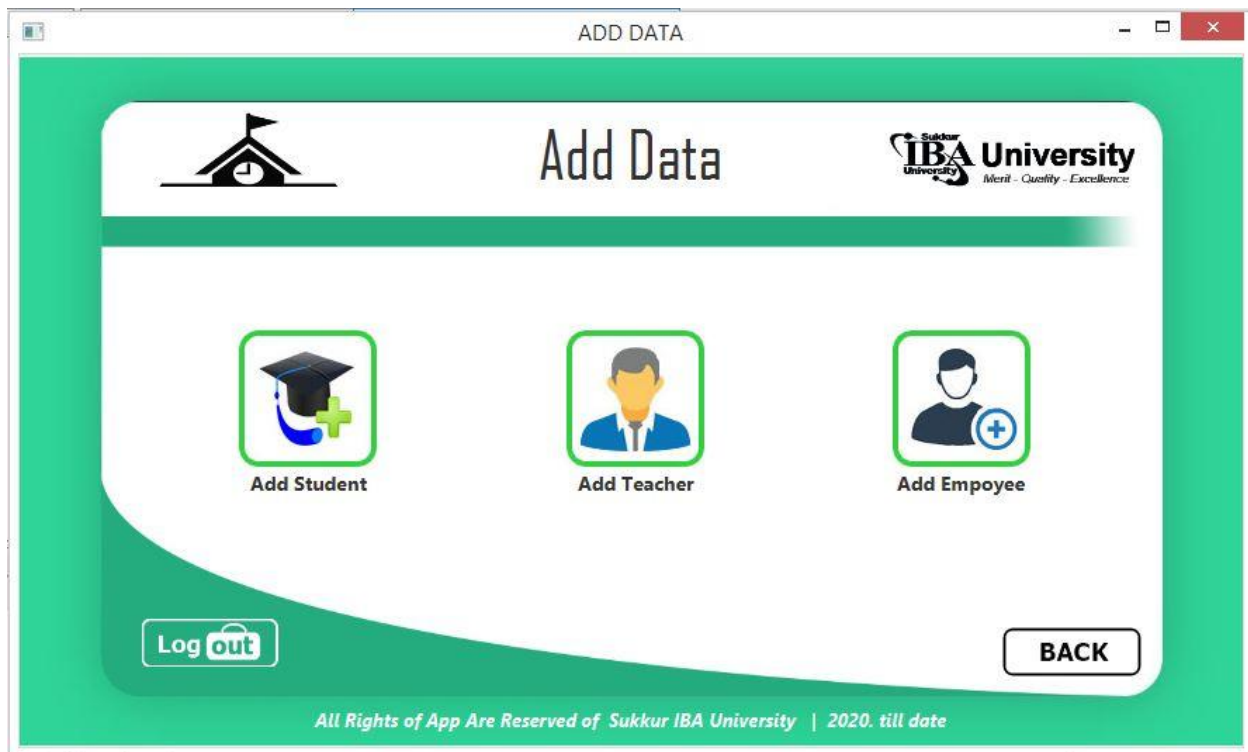 ADD DATA
Add Data
Sukkur
IBA University
University
Merit - Quality - Excellence
Add Student
Add Teacher
Add Empoyee
Log out
BACK
All Rights of App Are Reserved of Sukkur IBA University | 2020. till date